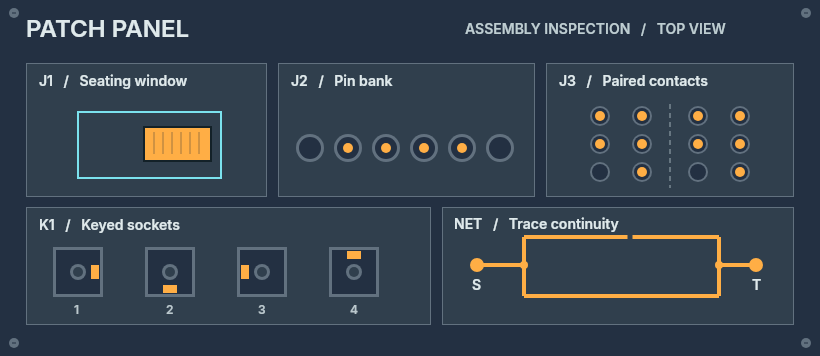 PATCH PANEL
ASSEMBLY INSPECTION / TOP VIEW
J1 / Seating window
J2 / Pin bank
J3 / Paired contacts
K1 / Keyed sockets
1 2 3 4
NET / Trace continuity
S T